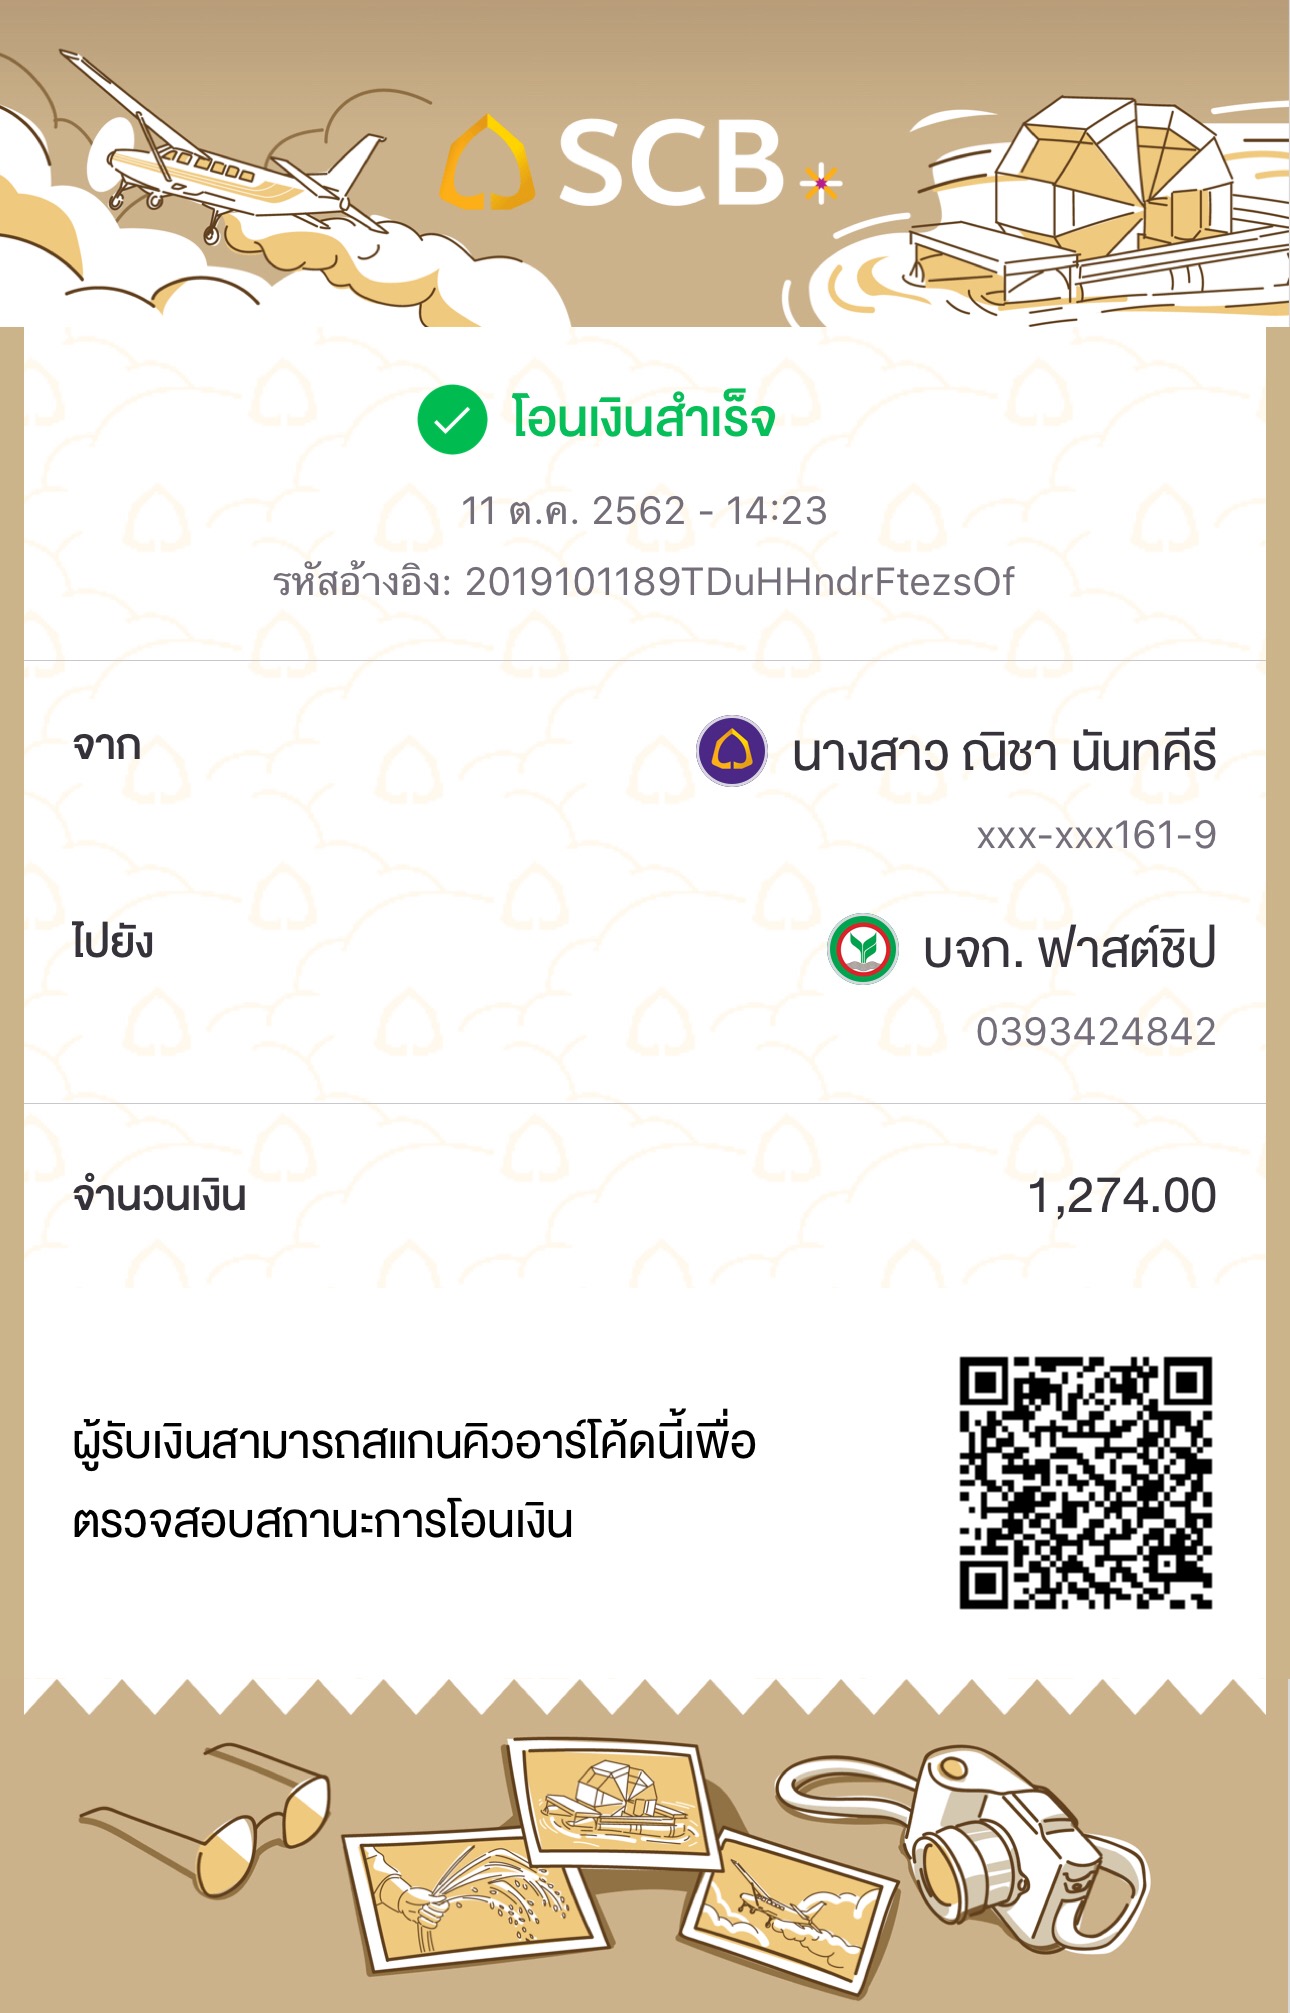 SCB
โอนเงินสำเร็จ
11 ต.ค. 2562 - 14:23
รหัสอ้างอิง: 2019101189TDuHHndrFtezsOf
จาก
นางสาว ณิชา นันทคีรี
xxx-xxx161-9
ไปยัง
บจก. ฟาสต์ชิป
0393424842
จำนวนเงิน
1,274.00
ผู้รับเงินสามารถสแกนคิวอาร์โค้ดนี้เพื่อ
ตรวจสอบสถานะการโอนเงิน